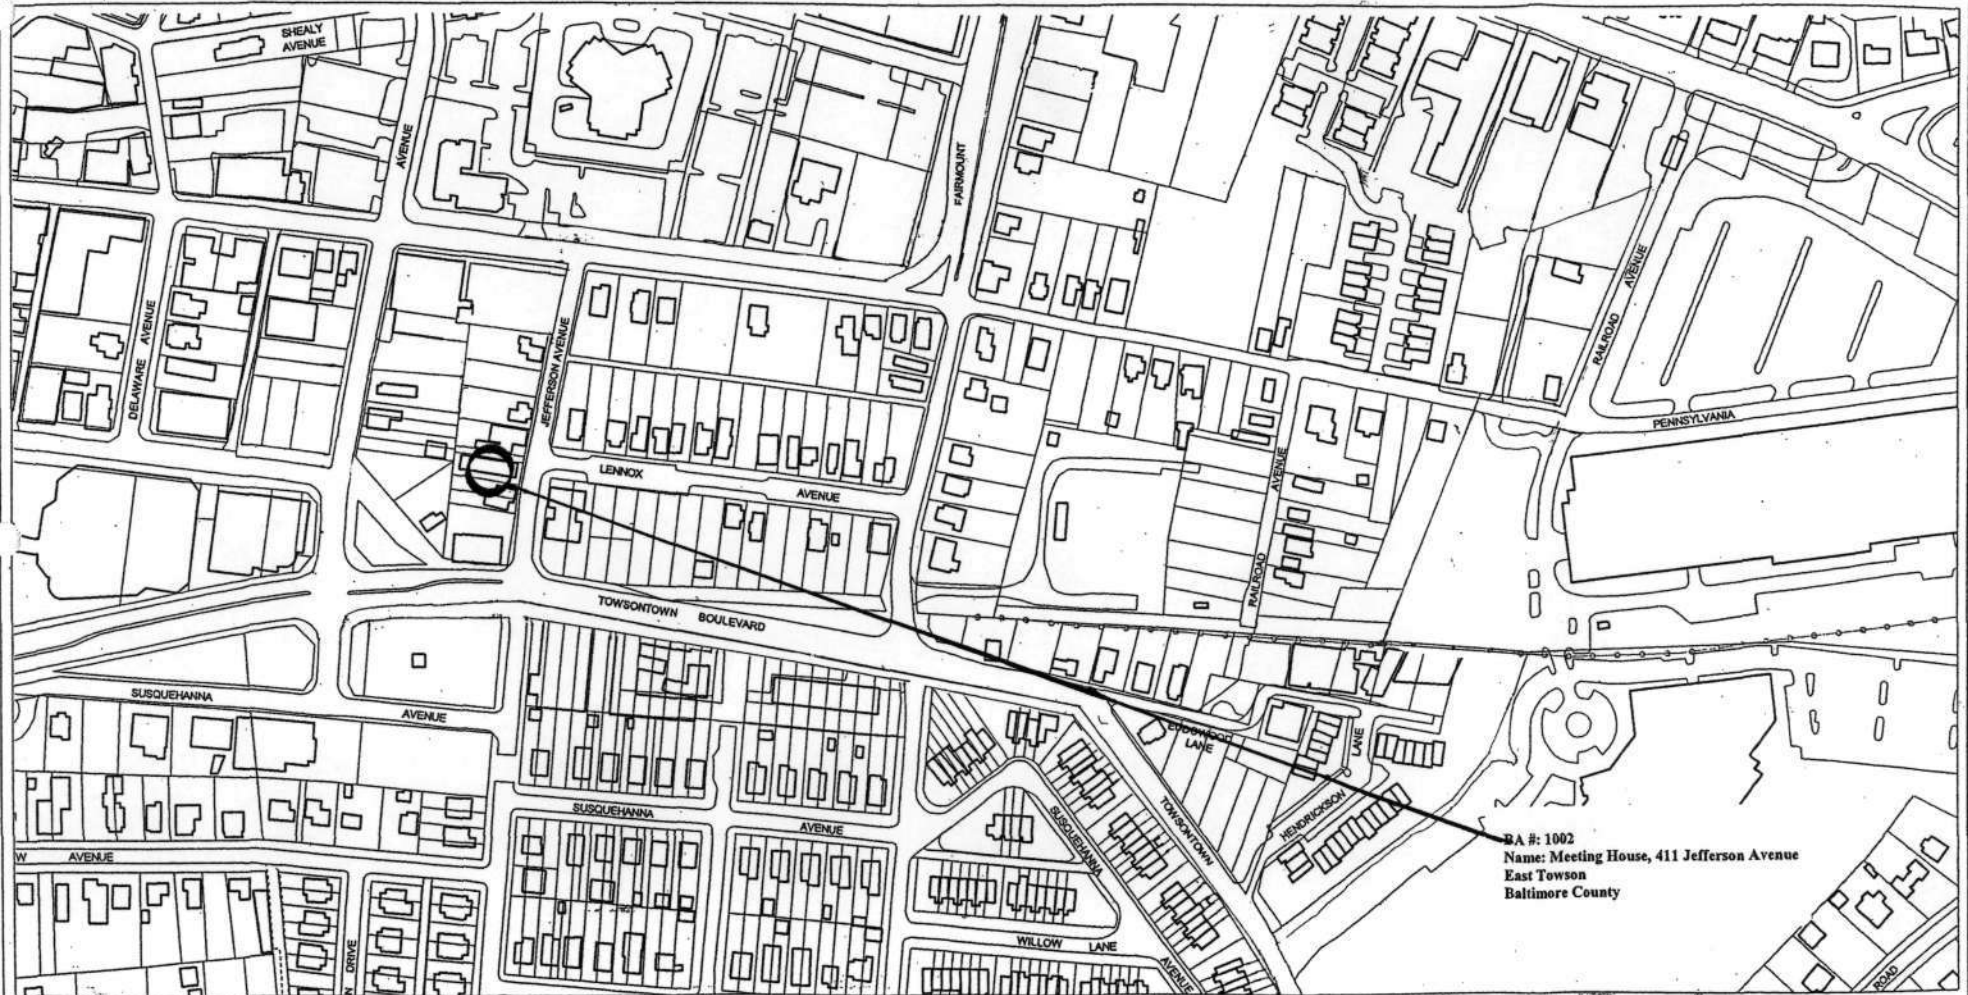 SHEALY
AVENUE
AVENUE
FAIRMOUNT
DELAWARE AVENUE
JEFFERSON AVENUE
RAILROAD AVENUE
PENNSYLVANIA
LENNOX AVENUE
RAILROAD AVENUE
TOWSONTOWN BOULEVARD
SUSQUEHANNA AVENUE
LANE
LANE
HENDRICKSON
TOWSONTOWN
SUSQUEHANNA AVENUE
SUSQUEHANNA
AVENUE
W AVENUE
BA #: 1002
Name: Meeting House, 411 Jefferson Avenue
East Towson
Baltimore County
WILLOW LANE
DRIVE
ROAD